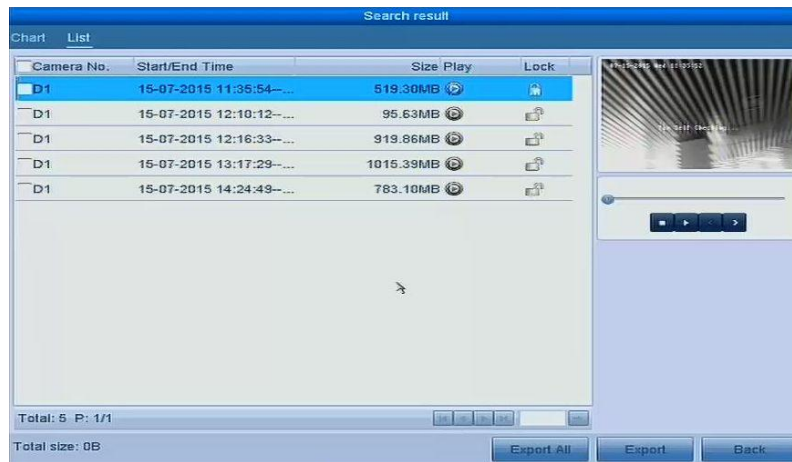 Search result
Chart List
Camera No. Start/End Time Size Play Lock
D1 15-07-2015 11:35:54--... 519.30MB
D1 15-07-2015 12:10:12--... 95.63MB
D1 15-07-2015 12:16:33--... 919.86MB
D1 15-07-2015 13:17:29--... 1015.39MB
D1 15-07-2015 14:24:49--... 783.10MB
Total: 5 P: 1/1
Total size: 0B
Export All Export Back